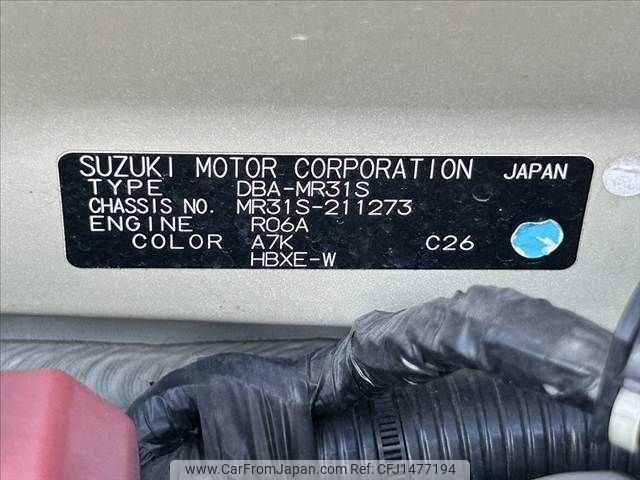 SUZUKI MOTOR CORPORATION JAPAN
TYPE DBA-MR31S
CHASSIS NO. MR31S-211273
ENGINE R06A
COLOR A7K C26
HBXE-W
www.CarFromJapan.com Ref No: CFJ1477194